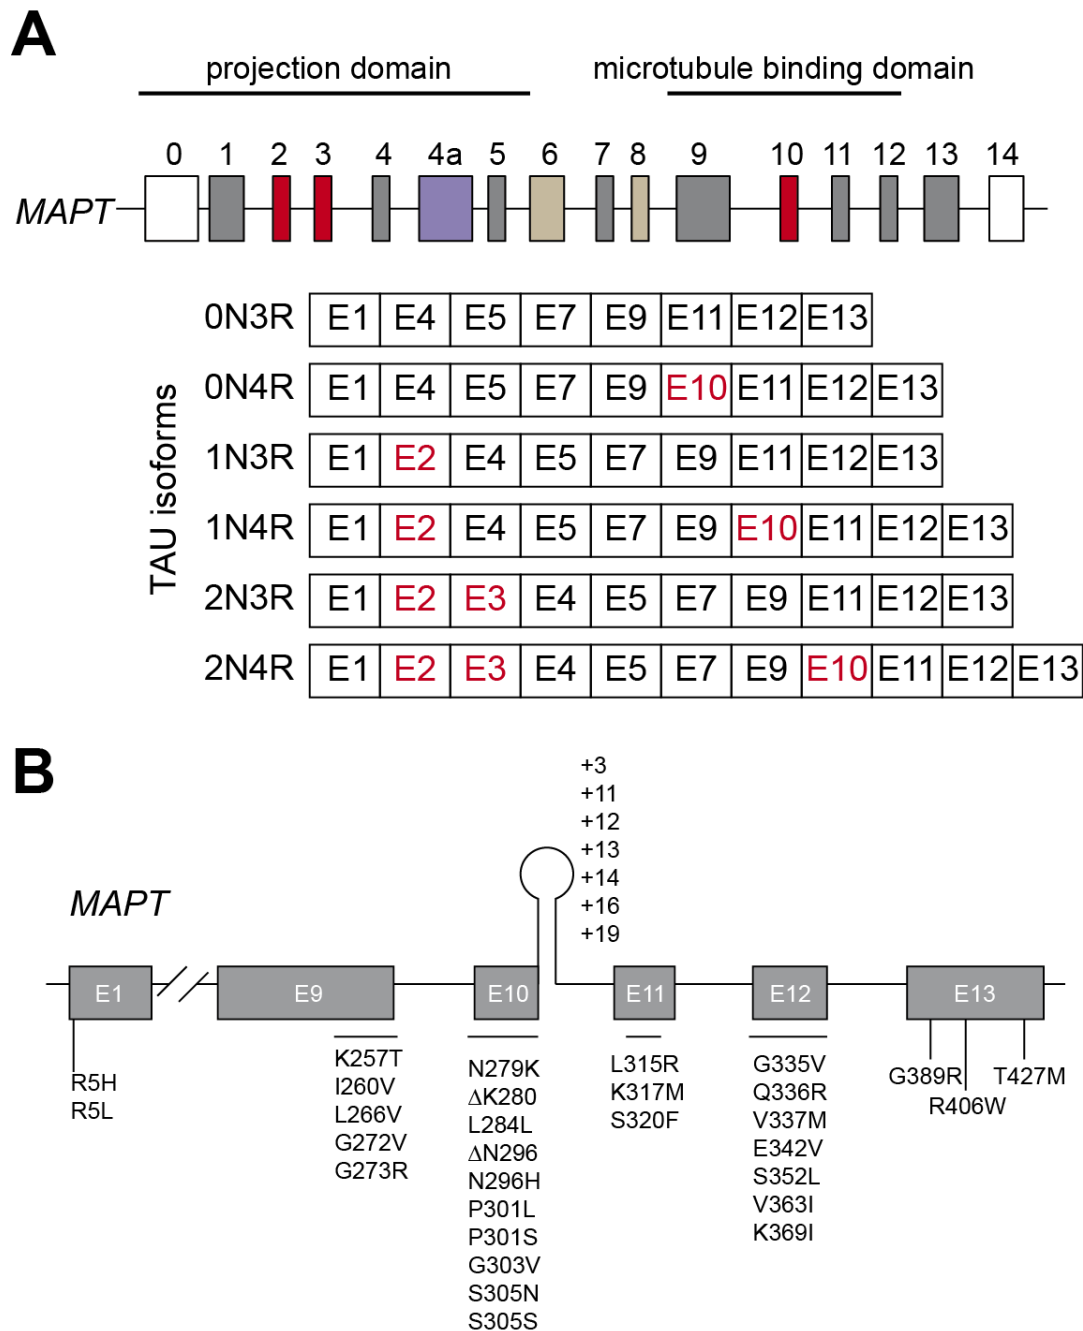 A
projection domain microtubule binding domain
0 1 2 3 4 4a 5 6 7 8 9 10 11 12 13 14
MAPT
TAU isoforms
0N3R E1 E4 E5 E7 E9 E11 E12 E13
0N4R E1 E4 E5 E7 E9 E10 E11 E12 E13
1N3R E1 E2 E4 E5 E7 E9 E11 E12 E13
1N4R E1 E2 E4 E5 E7 E9 E10 E11 E12 E13
2N3R E1 E2 E3 E4 E5 E7 E9 E11 E12 E13
2N4R E1 E2 E3 E4 E5 E7 E9 E10 E11 E12 E13
B
+3
+11
+12
+13
+14
+16
+19
MAPT
E1 E9 E10 E11 E12 E13
R5H
R5L
K257T
I260V
L266V
G272V
G273R
N279K
ΔK280
L284L
ΔN296
N296H
P301L
P301S
G303V
S305N
S305S
L315R
K317M
S320F
G335V
Q336R
V337M
E342V
S352L
V363I
K369I
G389R
R406W
T427M